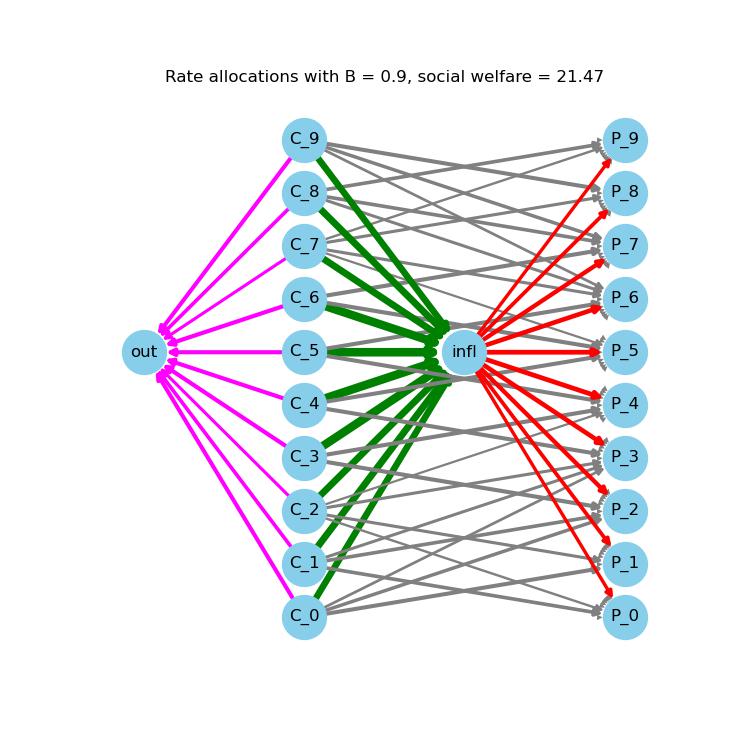 Rate allocations with B = 0.9, social welfare = 21.47
C_9 P_9
C_8 P_8
C_7 P_7
C_6 P_6
out C_5 infl P_5
C_4 P_4
C_3 P_3
C_2 P_2
C_1 P_1
C_0 P_0